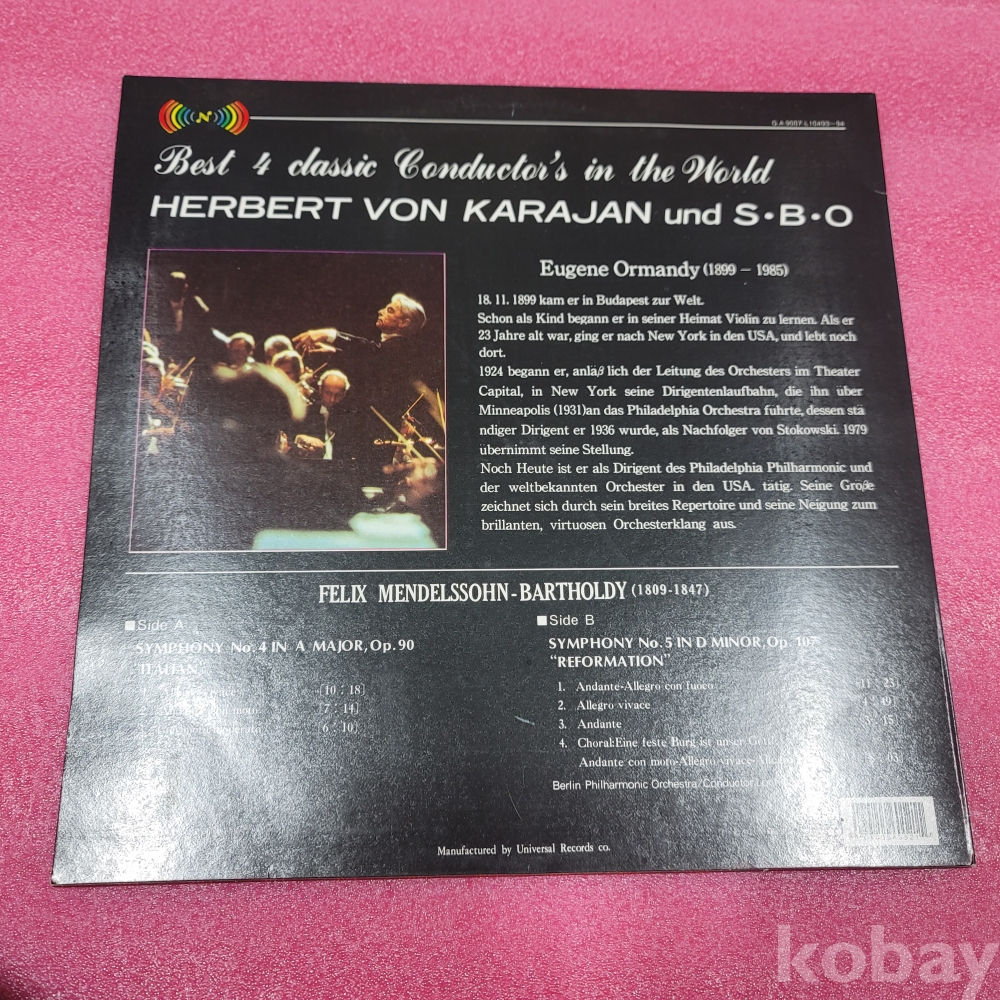 N
Best 4 classic Conductor's in the World
HERBERT VON KARAJAN und S•B•O
Eugene Ormandy (1899 – 1985)
18. 11. 1899 kam er in Budapest zur Welt.
Schon als Kind begann er in seiner Heimat Violin zu lernen. Als er
23 Jahre alt war, ging er nach New York in den USA, und lebt noch
dort.
1924 begann er, anläß lich der Leitung des Orchesters im Theater
Capital, in New York seine Dirigentenlaufbahn, die ihn über
Minneapolis (1931)an das Philadelphia Orchestra fuhrte, dessen stä
ndiger Dirigent er 1936 wurde, als Nachfolger von Stokowski. 1979
übernimmt seine Stellung.
Noch Heute ist er als Dirigent des Philadelphia Philharmonic und
der weltbekannten Orchester in den USA. tätig. Seine Große
zeichnet sich durch sein breites Repertoire und seine Neigung zum
brillanten, virtuosen Orchesterklang aus.
FELIX MENDELSSOHN-BARTHOLDY (1809-1847)
■Side A
SYMPHONY No. 4 IN A MAJOR, Op. 90
"ITALIAN"
(10 : 18)
(7 : 14)
(6 : 10)
■Side B
SYMPHONY No. 5 IN D MINOR, Op. 107
"REFORMATION"
1. Andante-Allegro con fuoco (11 : 23)
2. Allegro vivace
3. Andante
4. Choral:Eine feste Burg ist unser Gott
Andante con moto-Allegro vivace-
Berlin Philharmonic Orchestra/Conductor
Manufactured by Universal Records co.
kobay